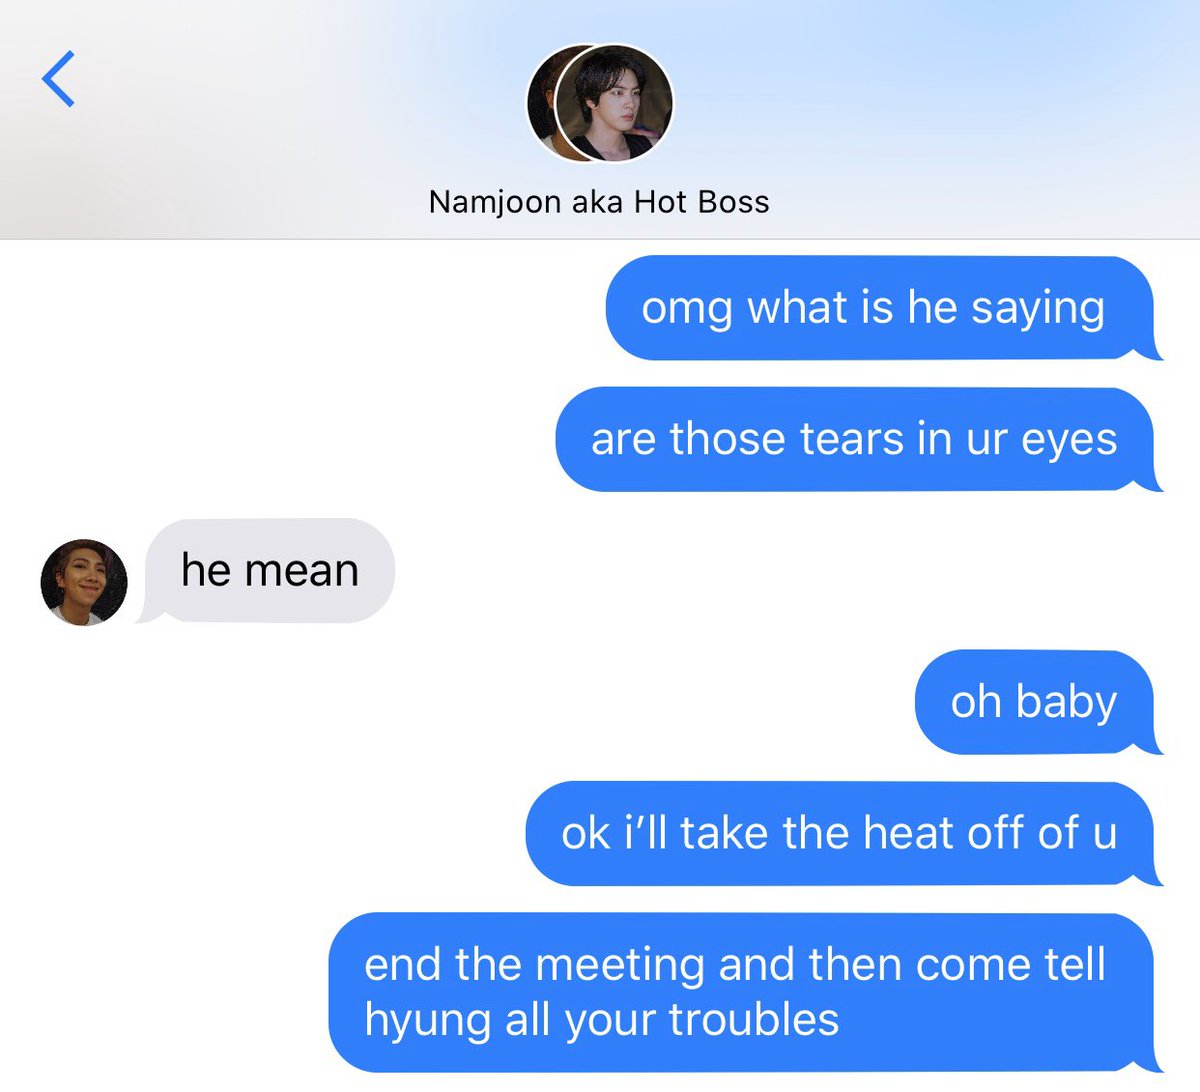 Namjoon aka Hot Boss
omg what is he saying
are those tears in ur eyes
he mean
oh baby
ok i’ll take the heat off of u
end the meeting and then come tell
hyung all your troubles